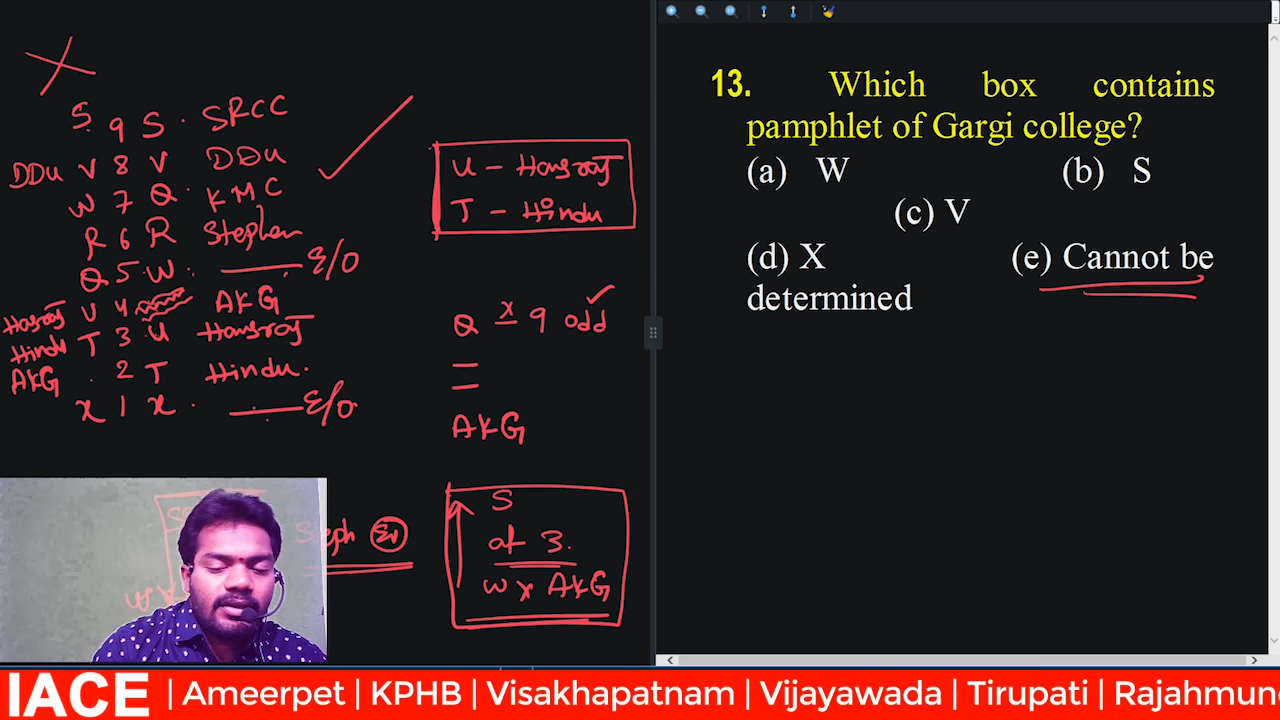 S 9 S SRCC
DDU V 8 V DDU
W 7 Q KMC
R 6 R Stephen
Q 5 W E/O
Hansraj U 4 AKG
Hindu T 3 U Hansraj
AKG 2 T Hindu
X 1 X E/O
U - Hansraj
T - Hindu
Q x 9 odd
AKG
Steph
S
at 3.
W x AKG
13. Which box contains
pamphlet of Gargi college?
(a) W (b) S
(c) V
(d) X (e) Cannot be
determined
IACE | Ameerpet | KPHB | Visakhapatnam | Vijayawada | Tirupati | Rajahmun